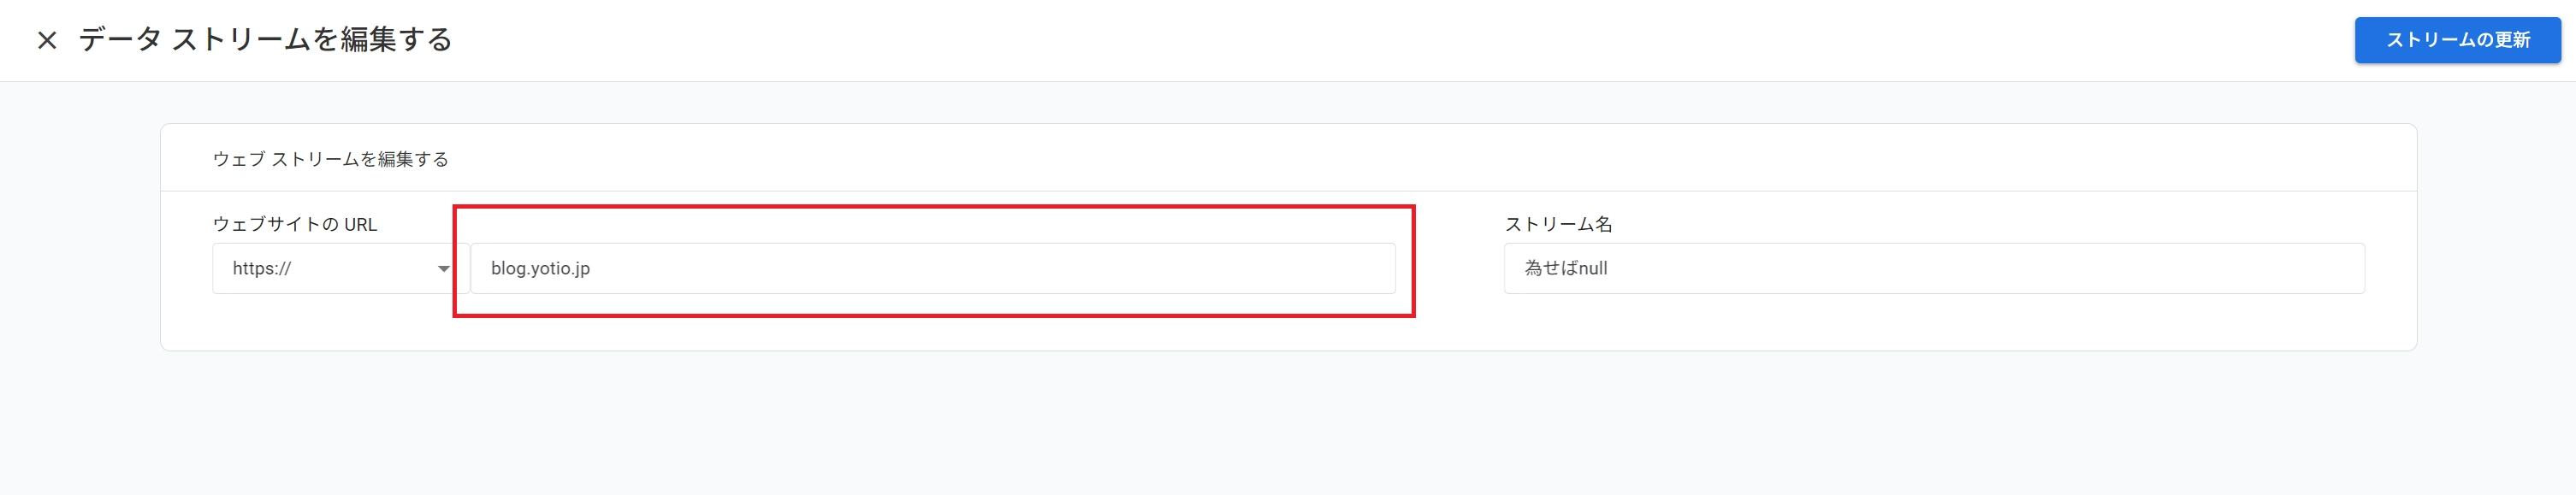 データ ストリームを編集する
ストリームの更新
ウェブ ストリームを編集する
ウェブサイトの URL
ストリーム名
https://
blog.yotio.jp
為せばnull